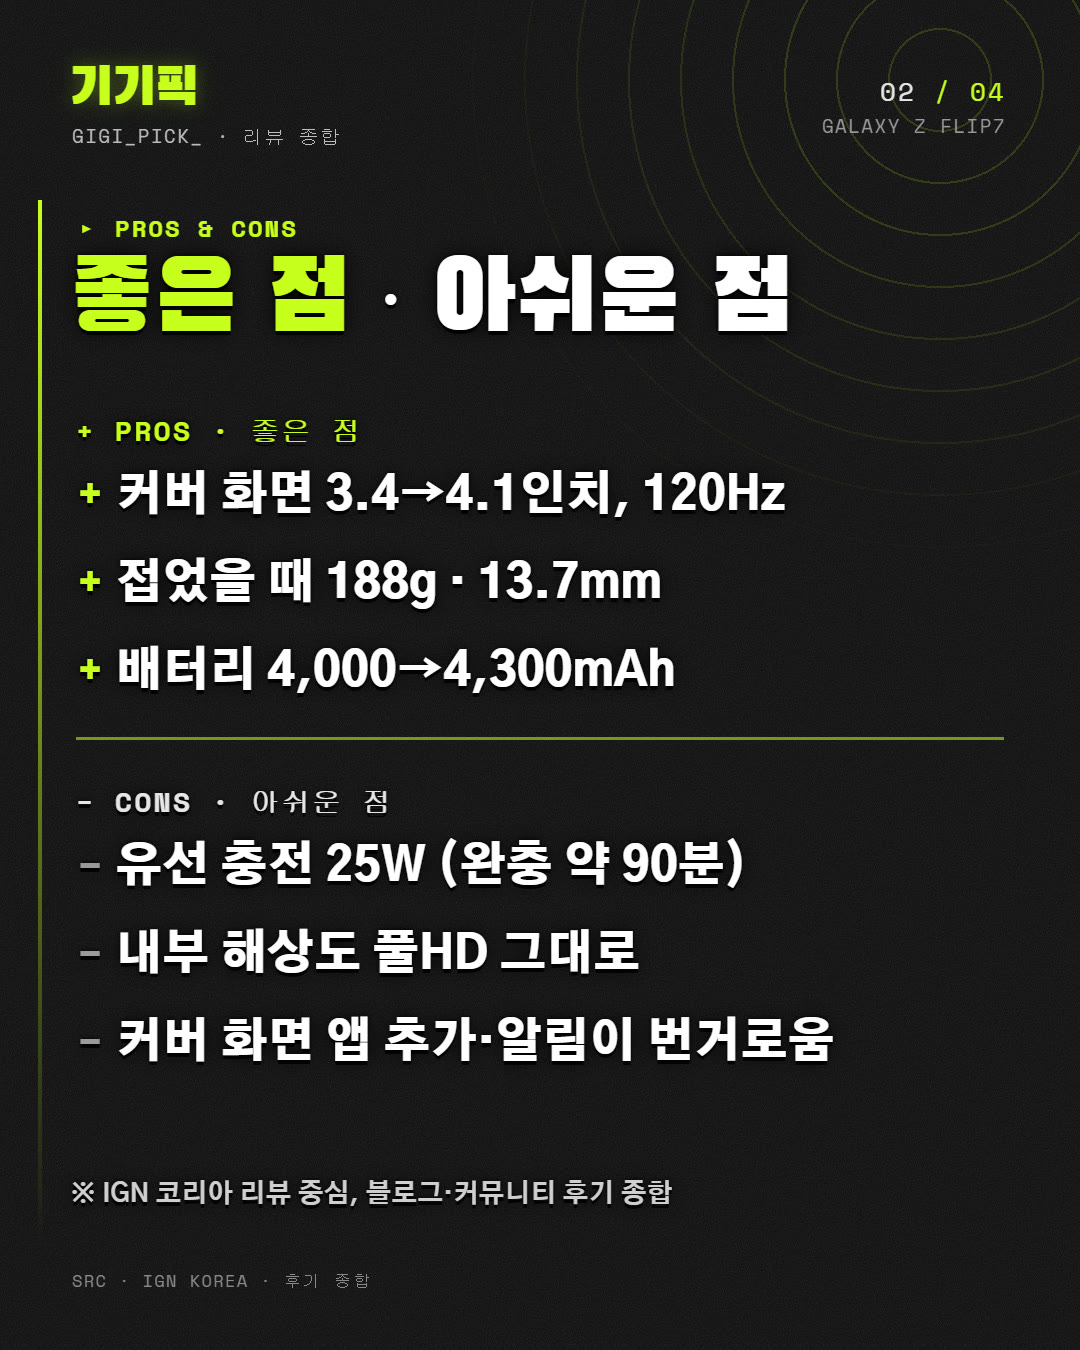 기기픽
GIGI_PICK_ · 리뷰 종합
02 / 04
GALAXY Z FLIP7
▸ PROS & CONS
좋은 점 · 아쉬운 점
+ PROS · 좋은 점
+ 커버 화면 3.4→4.1인치, 120Hz
+ 접었을 때 188g · 13.7mm
+ 배터리 4,000→4,300mAh
– CONS · 아쉬운 점
– 유선 충전 25W (완충 약 90분)
– 내부 해상도 풀HD 그대로
– 커버 화면 앱 추가·알림이 번거로움
※ IGN 코리아 리뷰 중심, 블로그·커뮤니티 후기 종합
SRC · IGN KOREA · 후기 종합